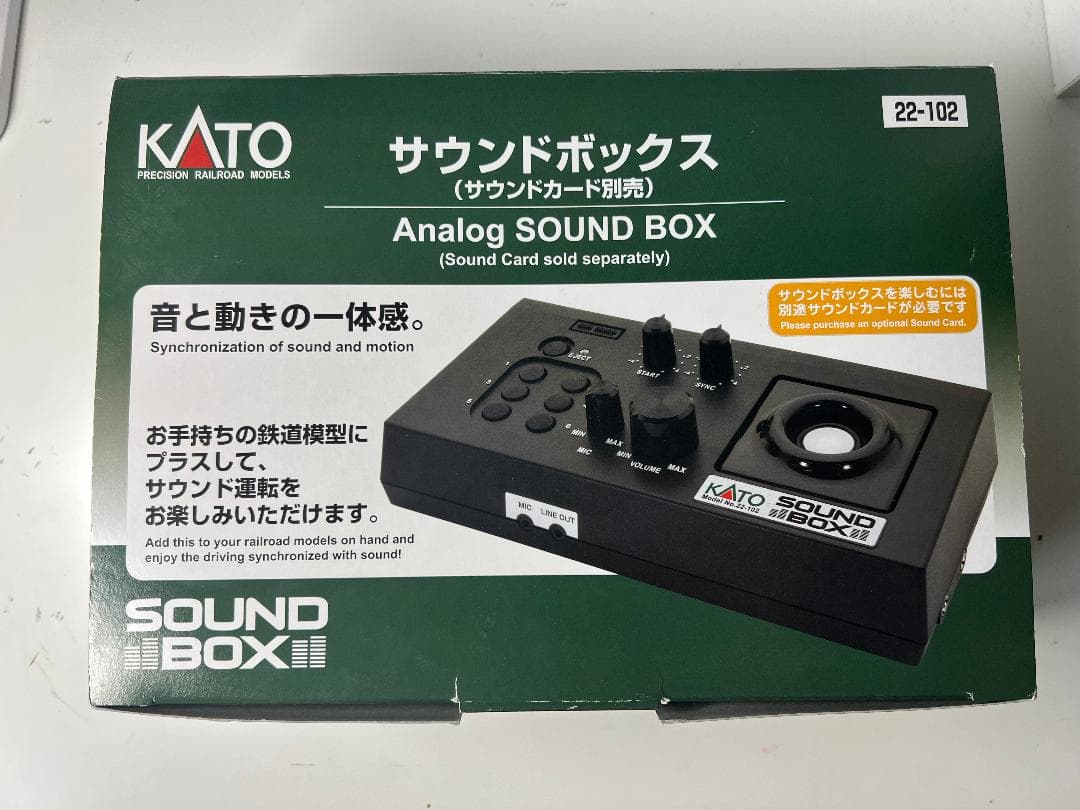 KATO
PRECISION RAILROAD MODELS
22-102
サウンドボックス
(サウンドカード別売)
Analog SOUND BOX
(Sound Card sold separately)
音と動きの一体感。
Synchronization of sound and motion
サウンドボックスを楽しむには
別途サウンドカードが必要です
Please purchase an optional Sound Card.
お手持ちの鉄道模型に
プラスして、
サウンド運転を
お楽しみいただけます。
Add this to your railroad models on hand and
enjoy the driving synchronized with sound!
EJECT
START
SYNC
1
3
5
6
MIN
MAX
MIC
MIN
VOLUME
MAX
MIC
LINE OUT
KATO
Model No.22-102
SOUND
BOX
SOUND
BOX